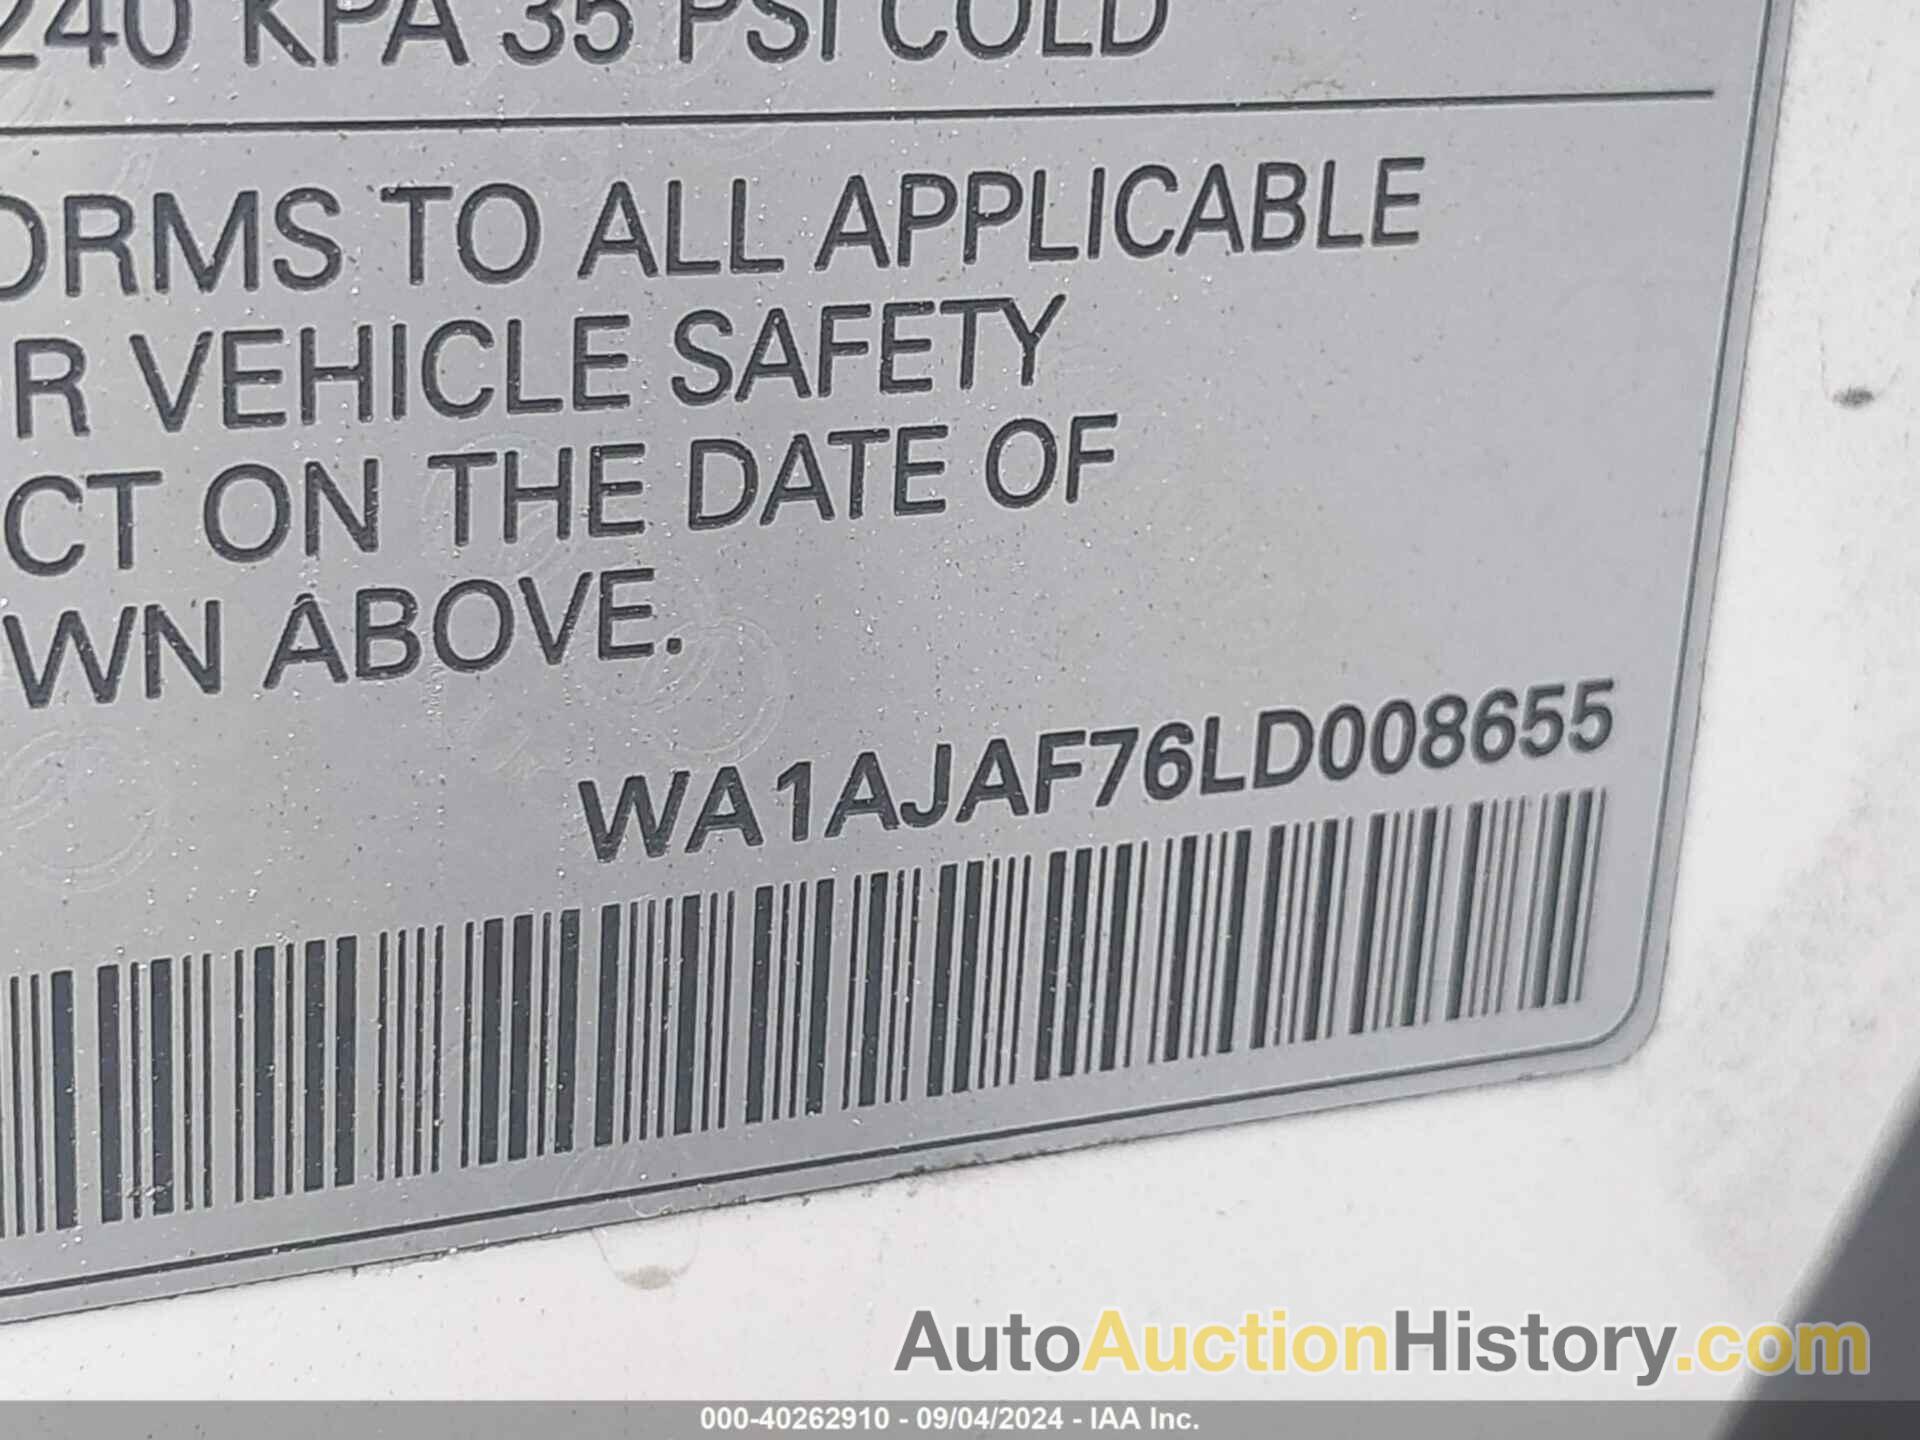 240 KPA 35 PSI COLD
ORMS TO ALL APPLICABLE
R VEHICLE SAFETY
CT ON THE DATE OF
WN ABOVE.
WA1AJAF76LD008655
AutoAuctionHistory.com
000-40262910 - 09/04/2024 - IAA Inc.